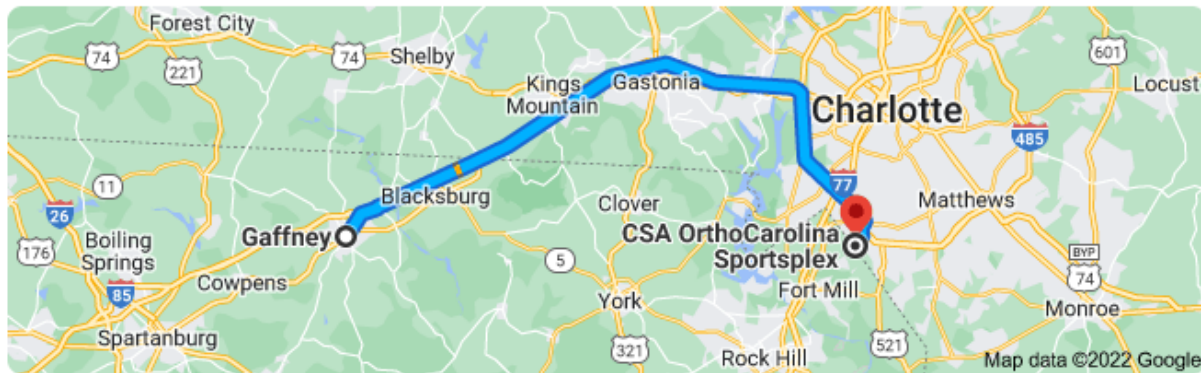 Forest City
74
74
601
221
Shelby
Kings
Mountain
Gastonia
Locust
Charlotte
485
11
77
Blacksburg
Clover
Matthews
26
Gaffney
CSA OrthoCarolina
Sportsplex
176
Boiling
Springs
5
BYP
74
85
Cowpens
Fort Mill
York
Monroe
Spartanburg
321
521
Rock Hill
Map data ©2022 Google